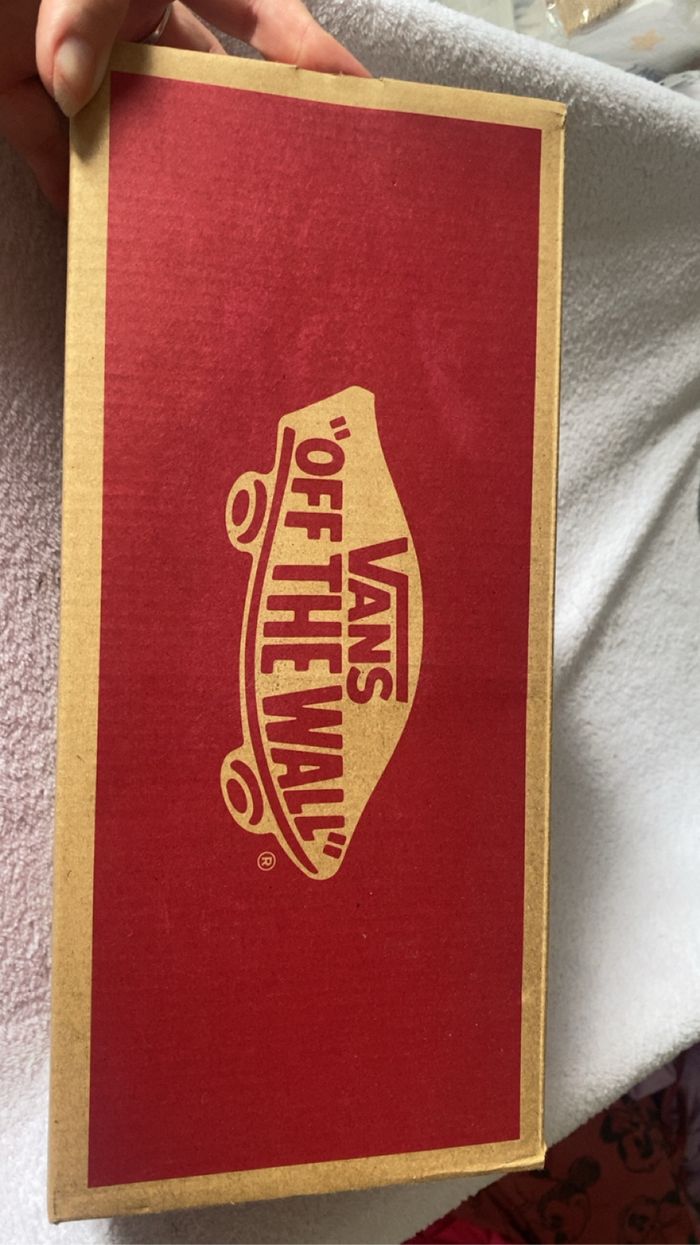 VANS
"OFF THE WALL"
®